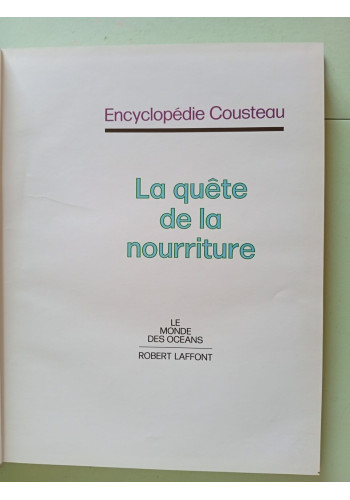 Encyclopédie Cousteau
La quête
de la
nourriture
LE
MONDE
DES OCEANS
ROBERT LAFFONT